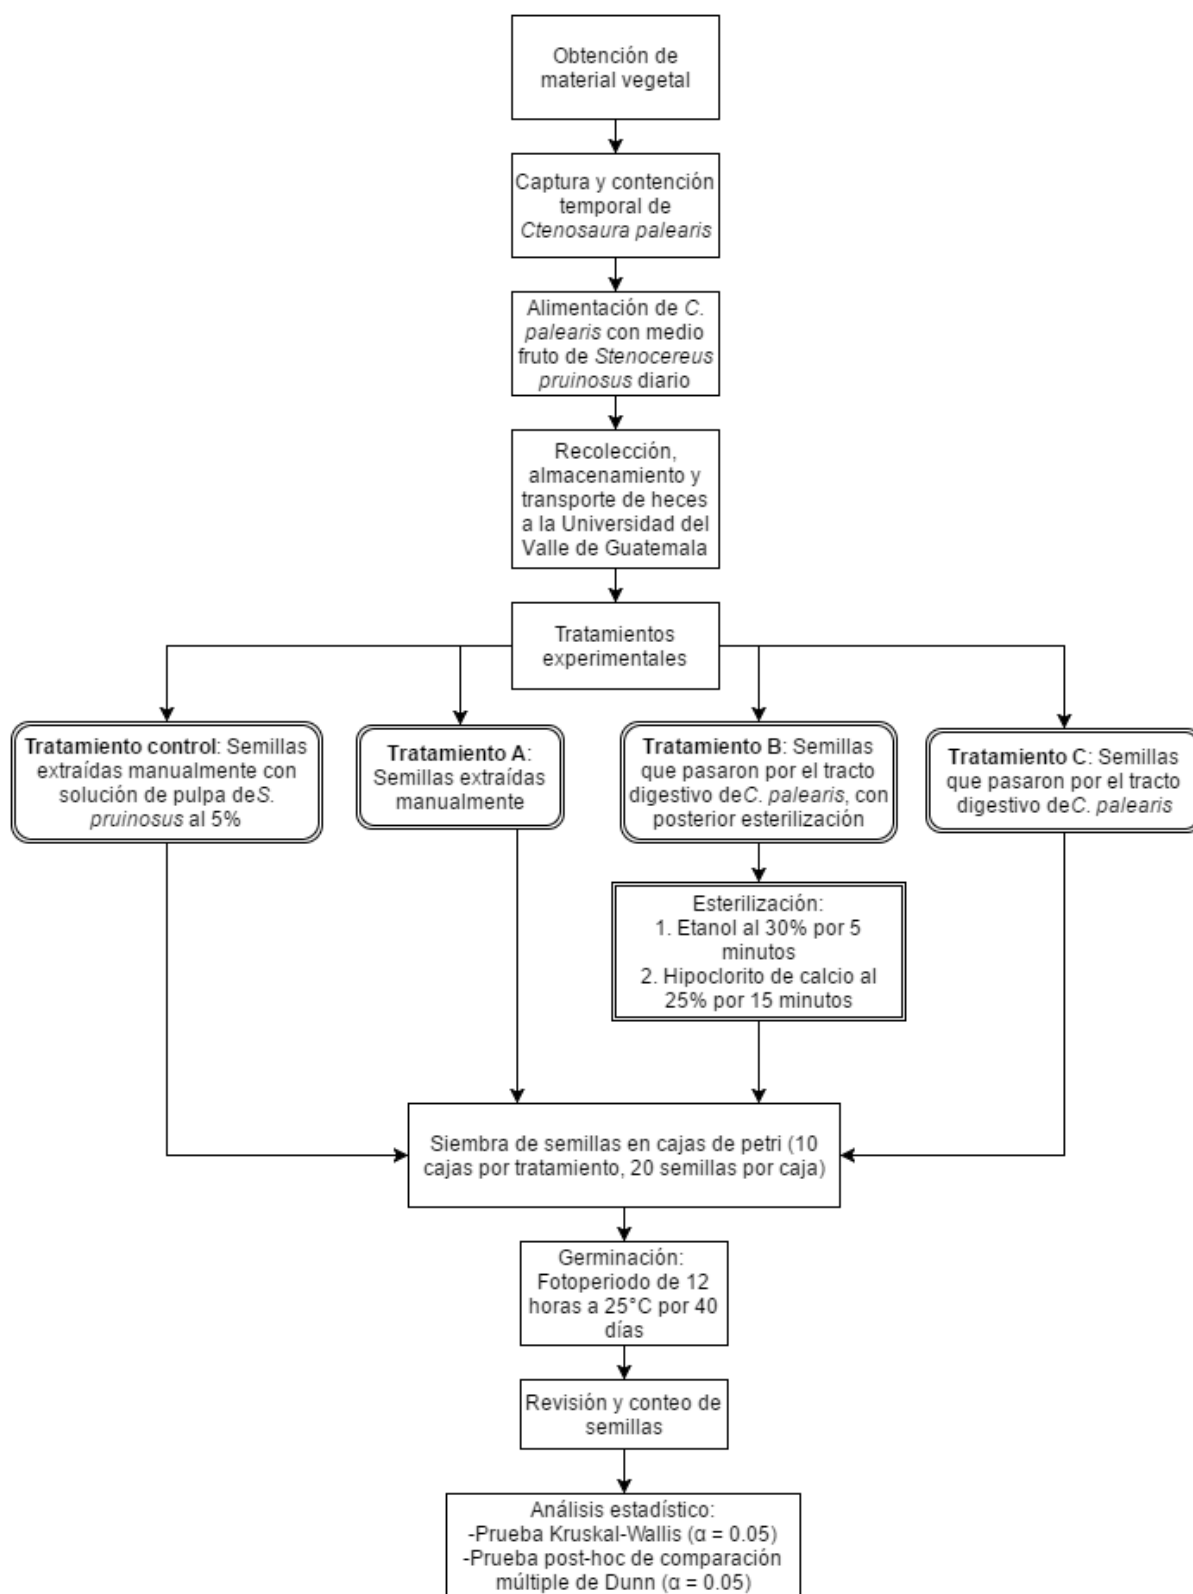 Obtención de
material vegetal
Captura y contención
temporal de
Ctenosaura palearis
Alimentación de C.
palearis con medio
fruto de Stenocereus
pruinosus diario
Recolección,
almacenamiento y
transporte de heces
a la Universidad del
Valle de Guatemala
Tratamientos
experimentales
Tratamiento control: Semillas
extraídas manualmente con
solución de pulpa deS.
pruinosus al 5%
Tratamiento A:
Semillas extraídas
manualmente
Tratamiento B: Semillas
que pasaron por el tracto
digestivo deC. palearis, con
posterior esterilización
Tratamiento C: Semillas
que pasaron por el tracto
digestivo deC. palearis
Esterilización:
1. Etanol al 30% por 5
minutos
2. Hipoclorito de calcio al
25% por 15 minutos
Siembra de semillas en cajas de petri (10
cajas por tratamiento, 20 semillas por caja)
Germinación:
Fotoperiodo de 12
horas a 25°C por 40
días
Revisión y conteo de
semillas
Análisis estadístico:
-Prueba Kruskal-Wallis (α = 0.05)
-Prueba post-hoc de comparación
múltiple de Dunn (α = 0.05)